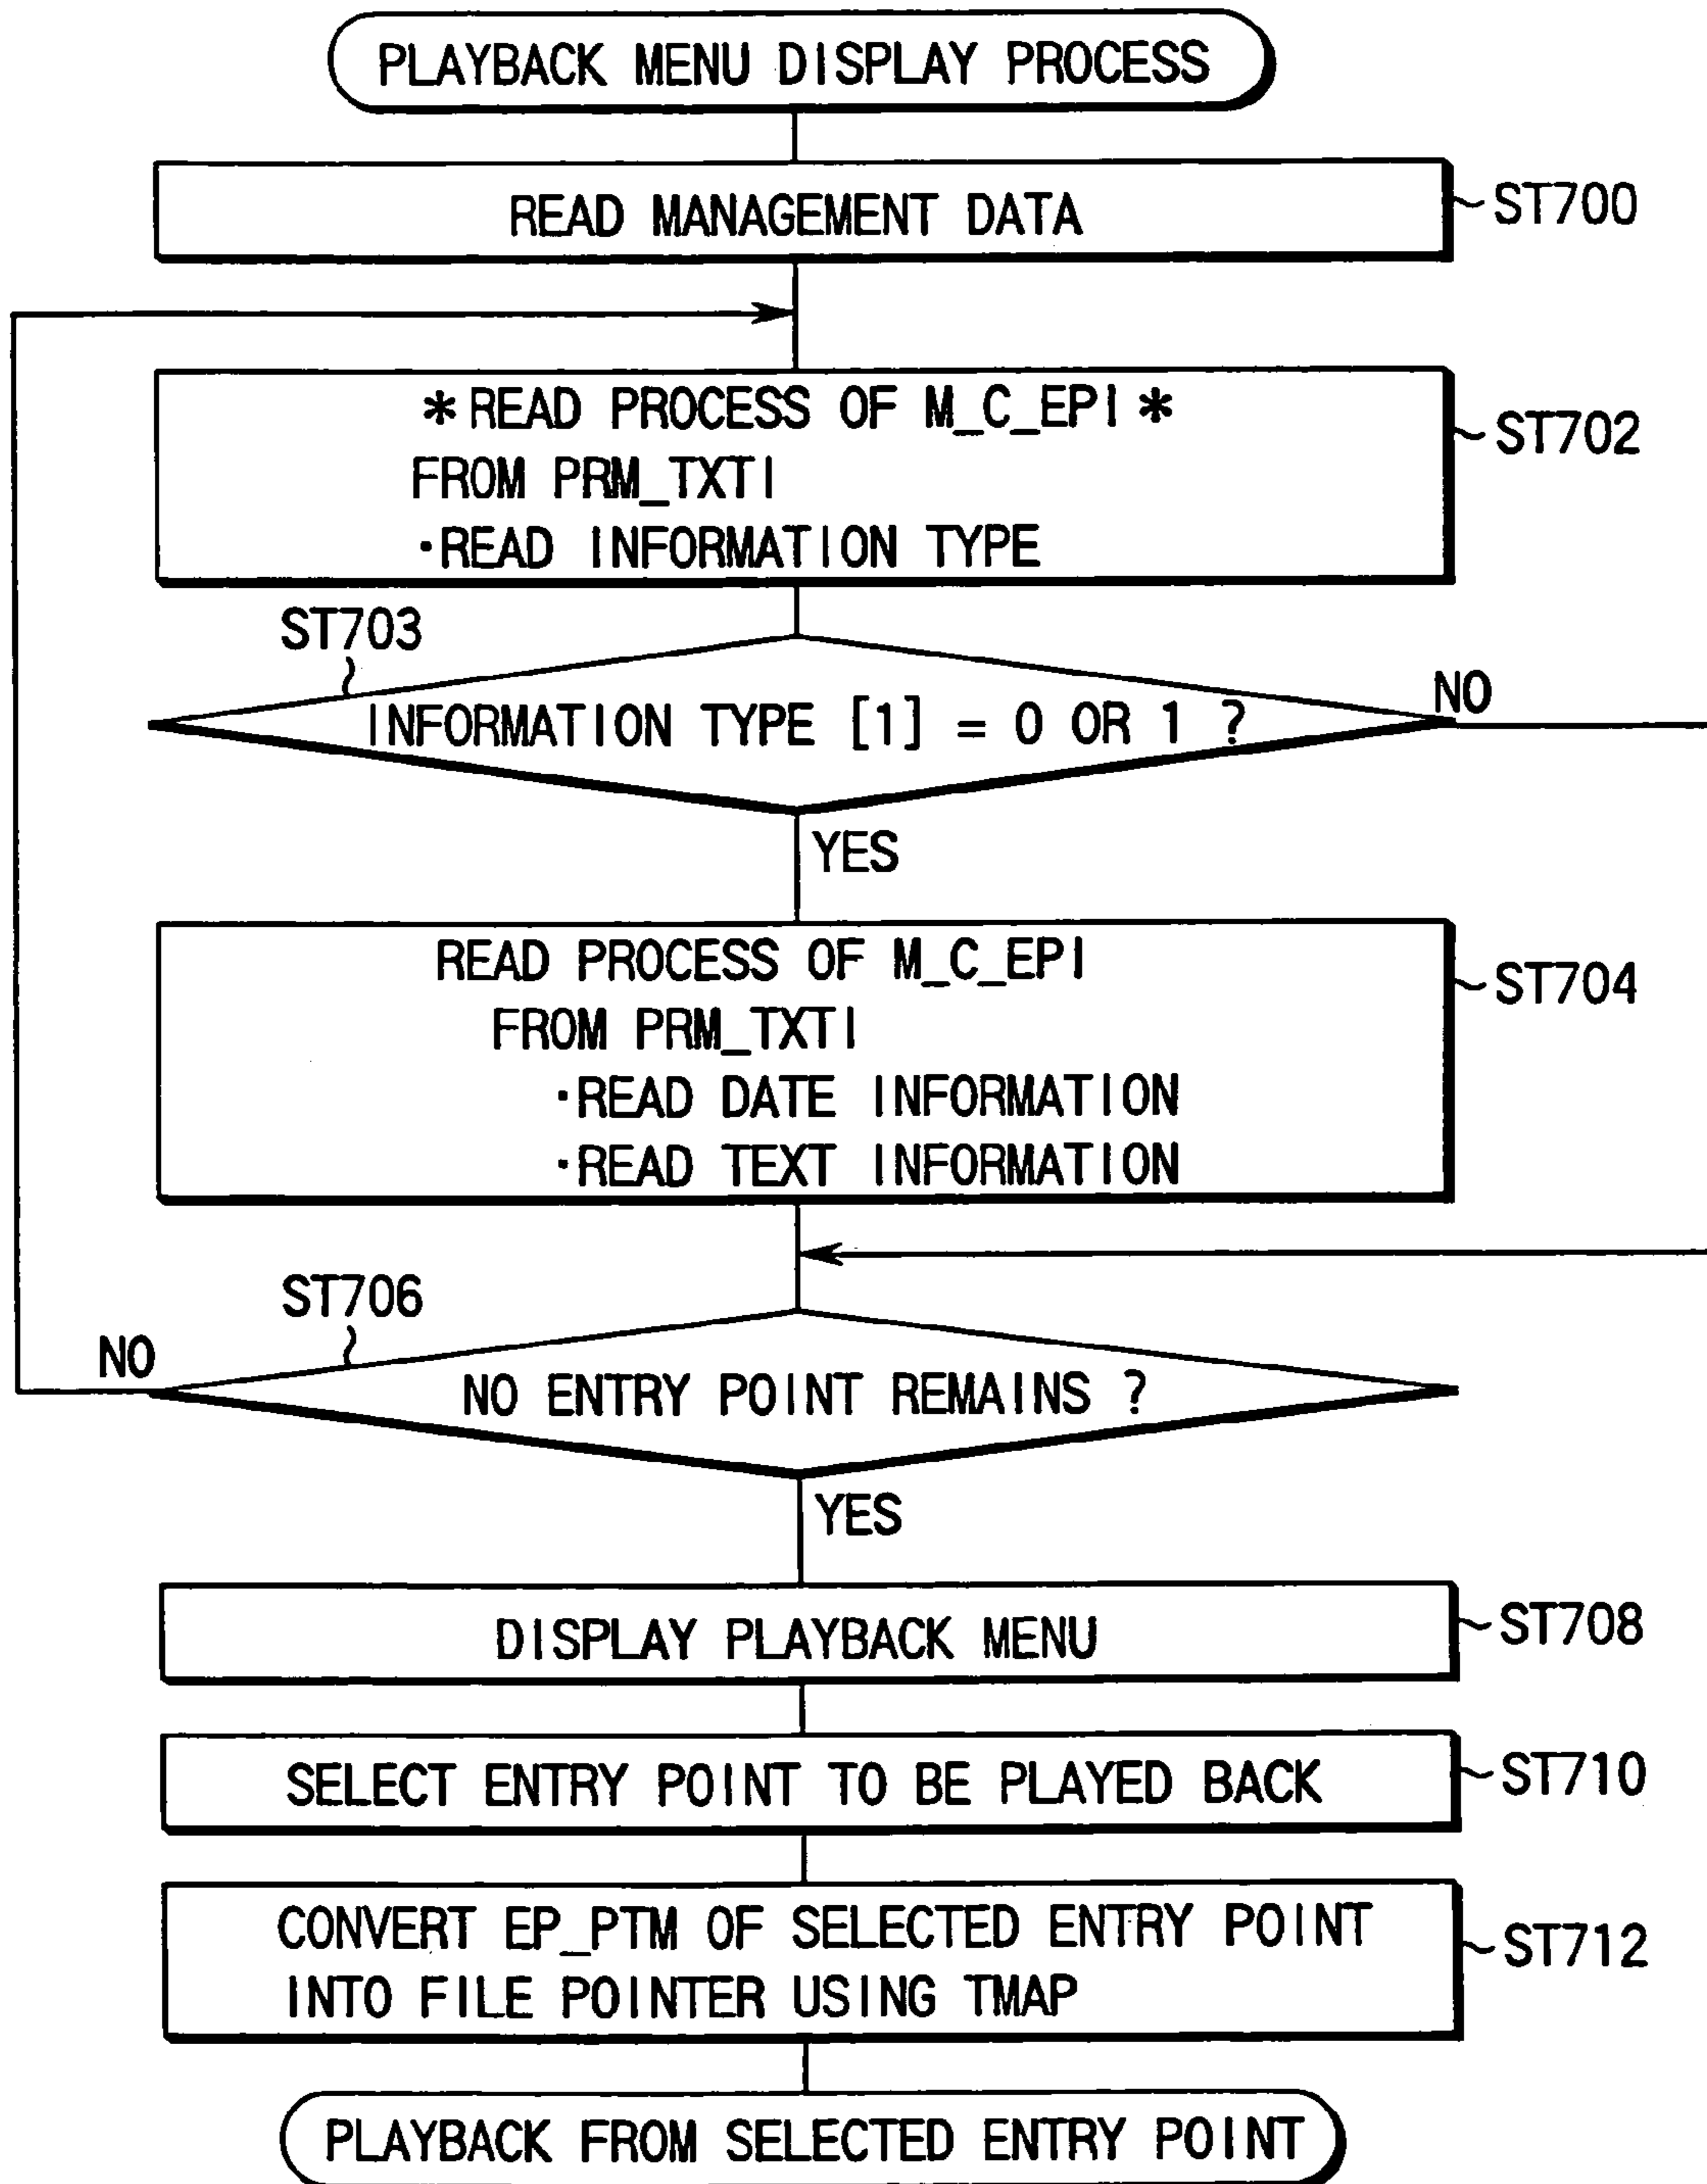 PLAYBACK MENU DISPLAY PROCESS
READ MANAGEMENT DATA
ST700
*READ PROCESS OF M_C_EPI*
FROM PRM_TXTI
·READ INFORMATION TYPE
ST702
ST703
INFORMATION TYPE [1] = 0 OR 1 ?
NO
YES
READ PROCESS OF M_C_EPI
FROM PRM_TXTI
·READ DATE INFORMATION
·READ TEXT INFORMATION
ST704
ST706
NO
NO ENTRY POINT REMAINS ?
YES
DISPLAY PLAYBACK MENU
ST708
SELECT ENTRY POINT TO BE PLAYED BACK
ST710
CONVERT EP_PTM OF SELECTED ENTRY POINT
INTO FILE POINTER USING TMAP
ST712
PLAYBACK FROM SELECTED ENTRY POINT